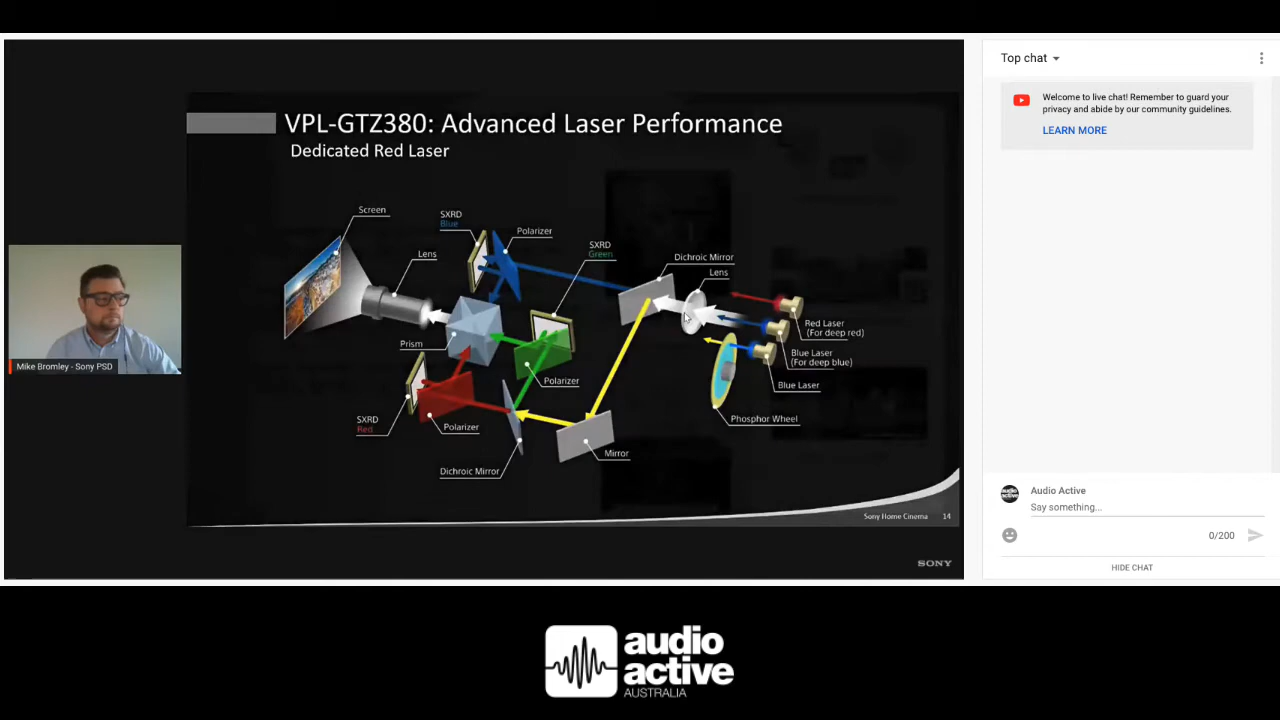 VPL-GTZ380: Advanced Laser Performance
Dedicated Red Laser
Screen
SXRD
Blue
Polarizer
SXRD
Green
Lens
Dichroic Mirror
Lens
Red Laser
(For deep red)
Blue Laser
(For deep blue)
Blue Laser
Prism
Polarizer
SXRD
Red
Polarizer
Phosphor Wheel
Dichroic Mirror
Mirror
Sony Home Cinema 14
SONY
Mike Bromley - Sony PSD
Top chat
Welcome to live chat! Remember to guard your
privacy and abide by our community guidelines.
LEARN MORE
audio active
Audio Active
Say something...
0/200
HIDE CHAT
audio
active
AUSTRALIA